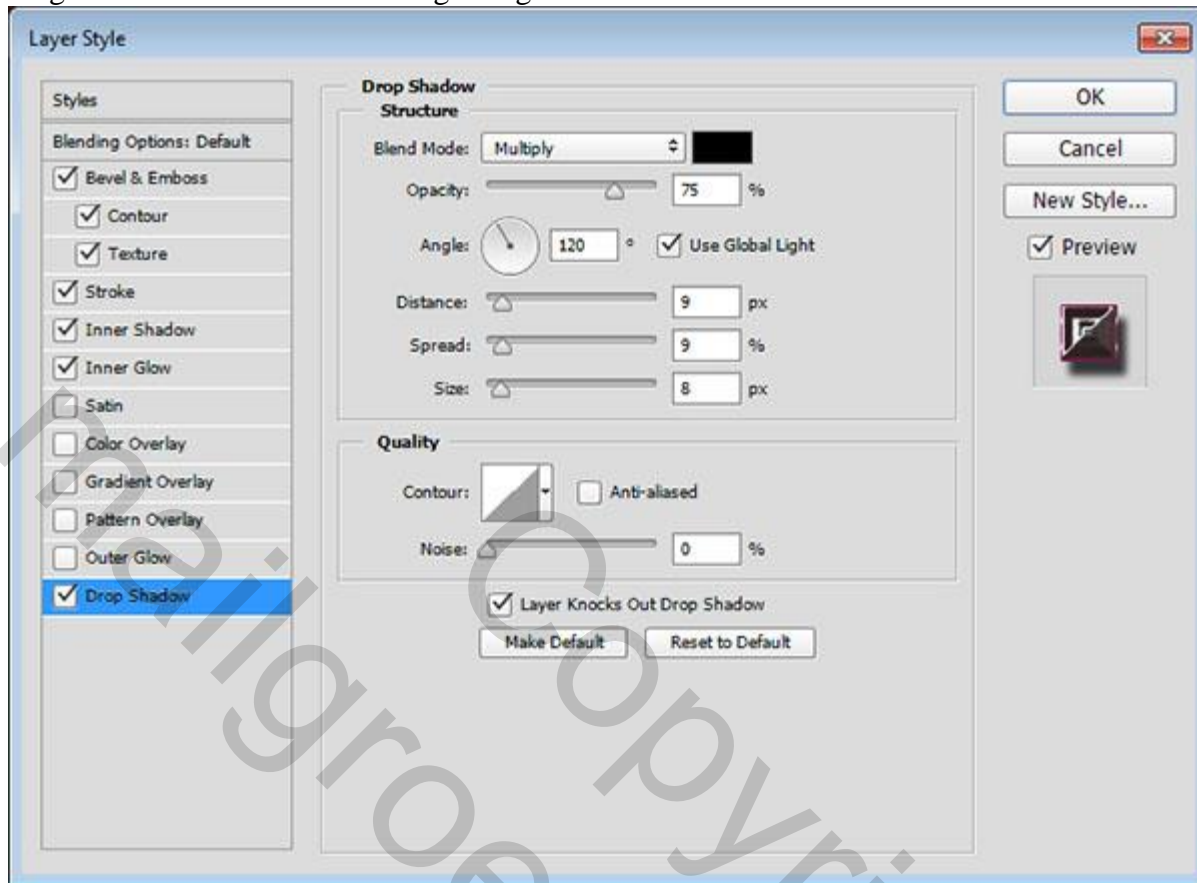 Layer Style
Styles
Blending Options: Default
Bevel & Emboss
Contour
Texture
Stroke
Inner Shadow
Inner Glow
Satin
Color Overlay
Gradient Overlay
Pattern Overlay
Outer Glow
Drop Shadow
Drop Shadow
Structure
Blend Mode: Multiply
Opacity: 75 %
Angle: 120 ° Use Global Light
Distance: 9 px
Spread: 9 %
Size: 8 px
Quality
Contour: Anti-aliased
Noise: 0 %
Layer Knocks Out Drop Shadow
Make Default Reset to Default
OK
Cancel
New Style...
Preview